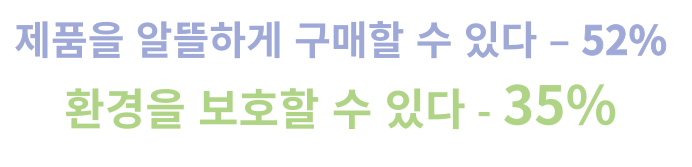 제품을 알뜰하게 구매할 수 있다 – 52%
환경을 보호할 수 있다 - 35%